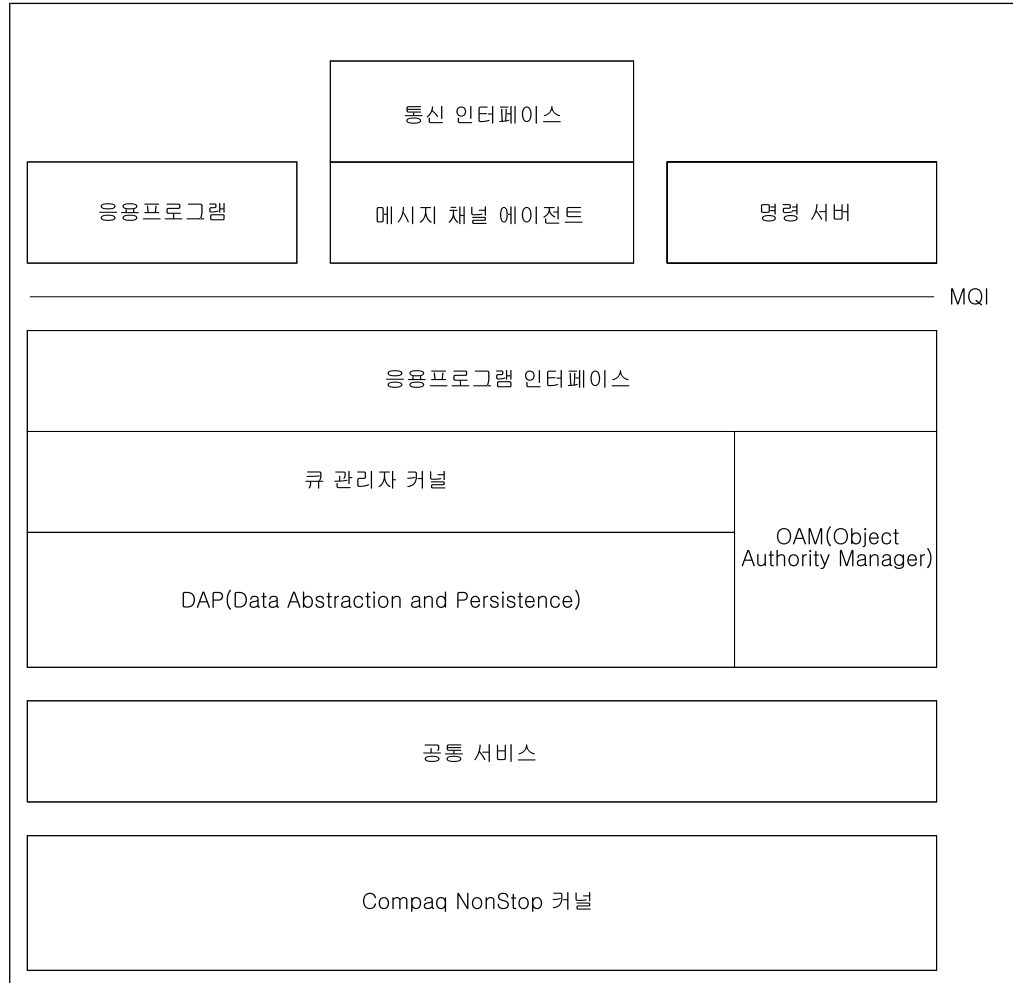 통신 인터페이스
응용프로그램
메시지 채널 에이전트
명령 서버
MQI
응용프로그램 인터페이스
큐 관리자 커널
OAM(Object
Authority Manager)
DAP(Data Abstraction and Persistence)
공통 서비스
Compaq NonStop 커널